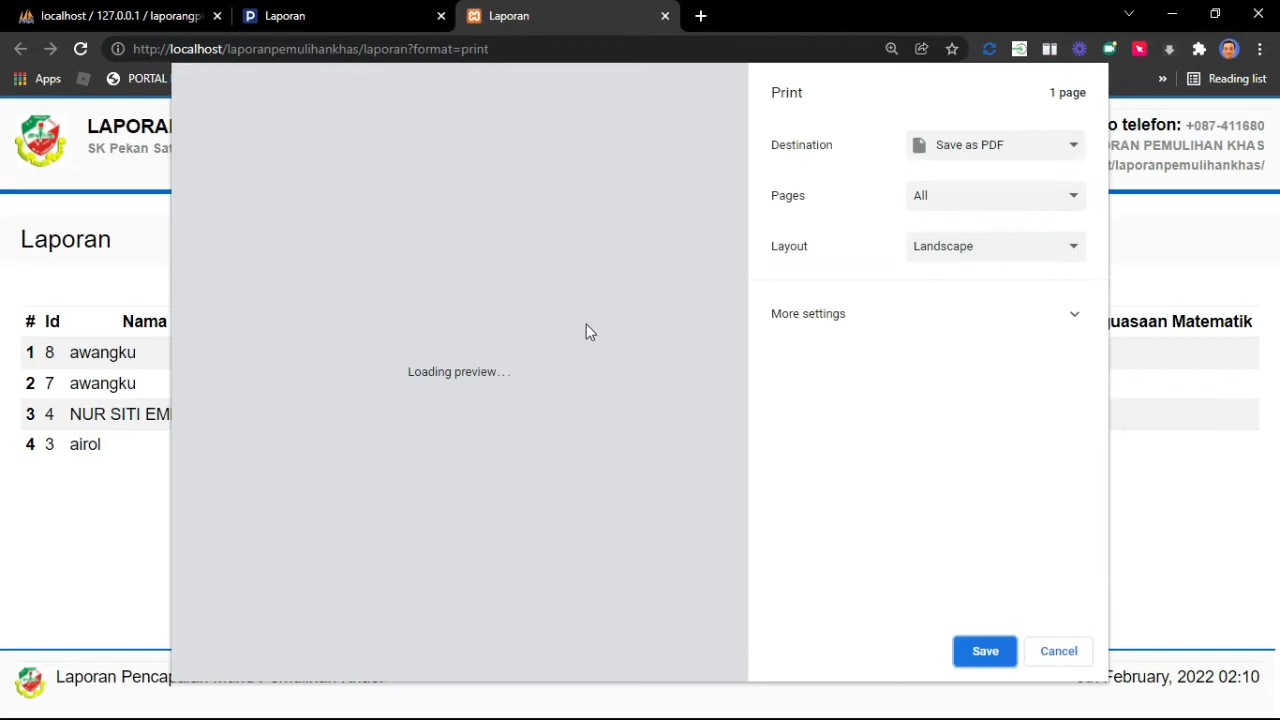 localhost / 127.0.0.1 / laporangp
Laporan
Laporan
http://localhost/laporanpemulihankhas/laporan?format=print
Apps
PORTAL
Reading list
LAPORA
SK Pekan Sat
o telefon: +087-411680
RAN PEMULIHAN KHAS
t/laporanpemulihankhas/
Print
1 page
Destination
Save as PDF
Pages
All
Layout
Landscape
More settings
Loading preview...
Save
Cancel
Laporan
# Id Nama
uasaan Matematik
1 8 awangku
2 7 awangku
3 4 NUR SITI EM
4 3 airol
Laporan Pencapaian
February, 2022 02:10